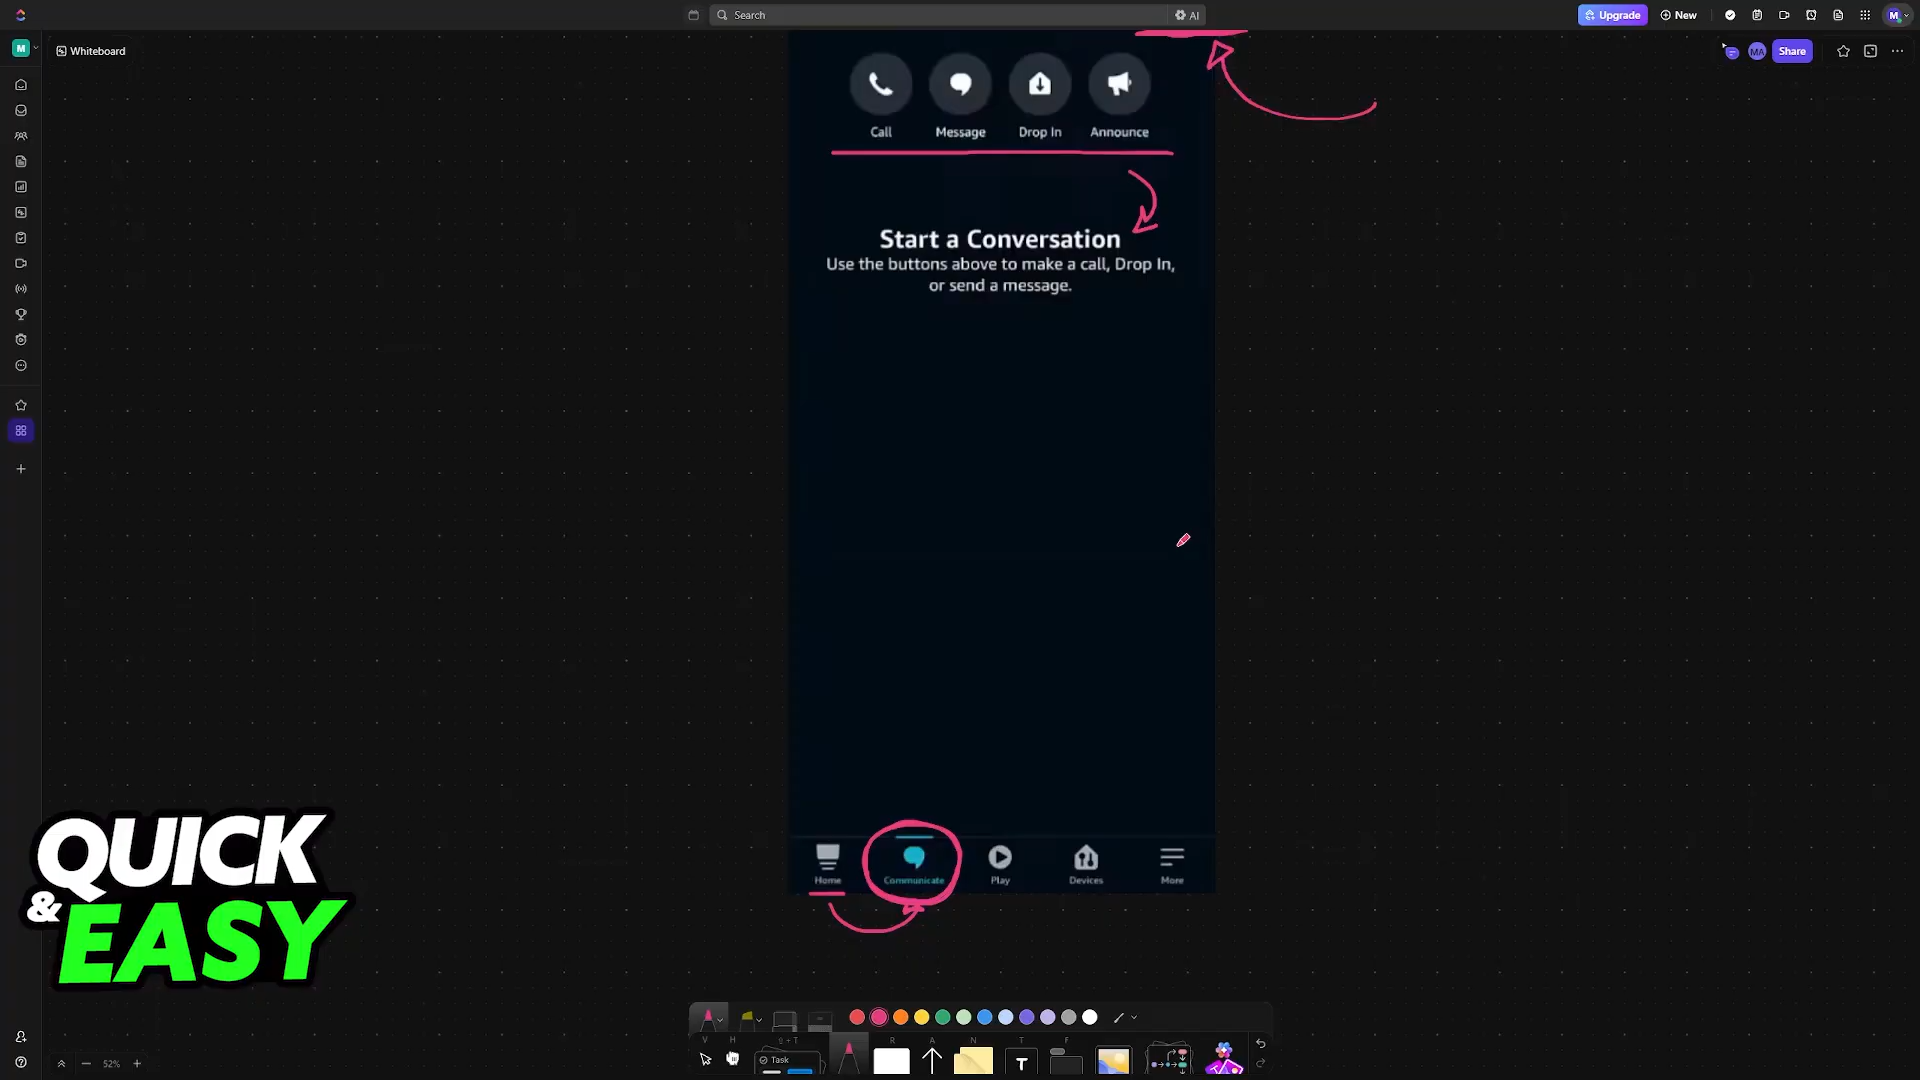 Search
AI
Upgrade
New
M
M
Whiteboard
MA
Share
Call
Message
Drop In
Announce
Start a Conversation
Use the buttons above to make a call, Drop In,
or send a message.
Home
Communicate
Play
Devices
More
QUICK
& EASY
V
H
S + T
R
A
N
T
F
Task
T
52%